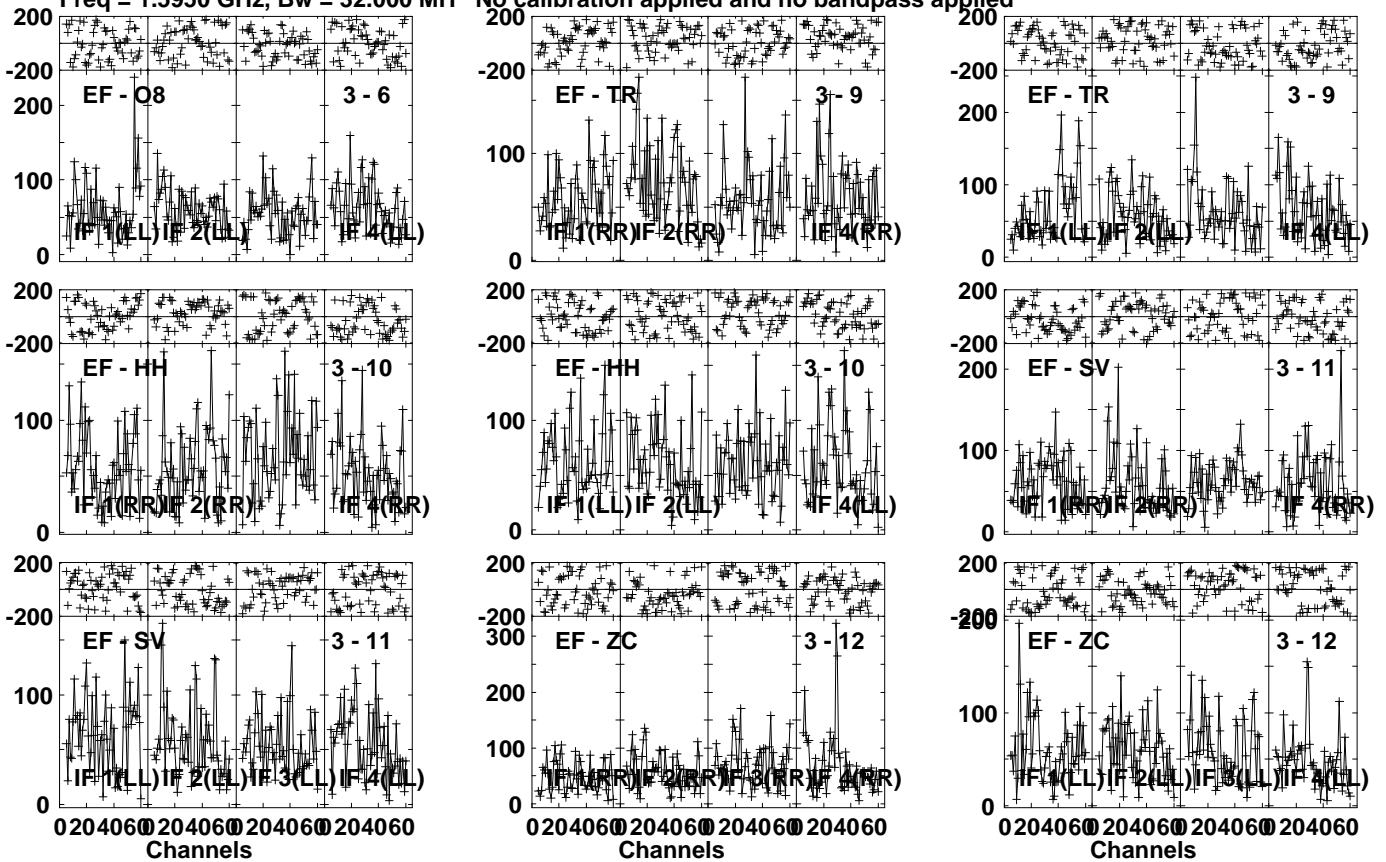 Freq = 1.5950 GHz, Bw = 32.000 MH No calibration applied and no bandpass applied
200 200 200
-200 -200 -200
EF - O8 3 - 6 EF - TR 3 - 9 EF - TR 3 - 9
200 200
100 100 100
IF 1(LL) IF 2(LL) IF 4(LL) IF 1(RR) IF 2(RR) IF 4(RR) IF 1(LL) IF 2(LL) IF 4(LL)
0 0 0
200 200 200
-200 -200 -200
EF - HH 3 - 10 EF - HH 3 - 10 EF - SV 3 - 11
200
100 100 100
IF 1(RR) IF 2(RR) IF 4(RR) IF 1(LL) IF 2(LL) IF 4(LL) IF 1(RR) IF 2(RR) IF 4(RR)
0 0 0
200 200 200
-200 -200 -200
200
EF - SV 3 - 11 EF - ZC 3 - 12 EF - ZC 3 - 12
300
200
100 100 100
IF 1(LL) IF 2(LL) IF 3(LL) IF 4(LL) IF 1(RR) IF 2(RR) IF 3(RR) IF 4(RR) IF 1(LL) IF 2(LL) IF 3(LL) IF 4(LL)
0 0 0
0 20 40 60 0 20 40 60 0 20 40 60 0 20 40 60 0 20 40 60 0 20 40 60 0 20 40 60 0 20 40 60 0 20 40 60 0 20 40 60 0 20 40 60 0 20 40 60
Channels Channels Channels